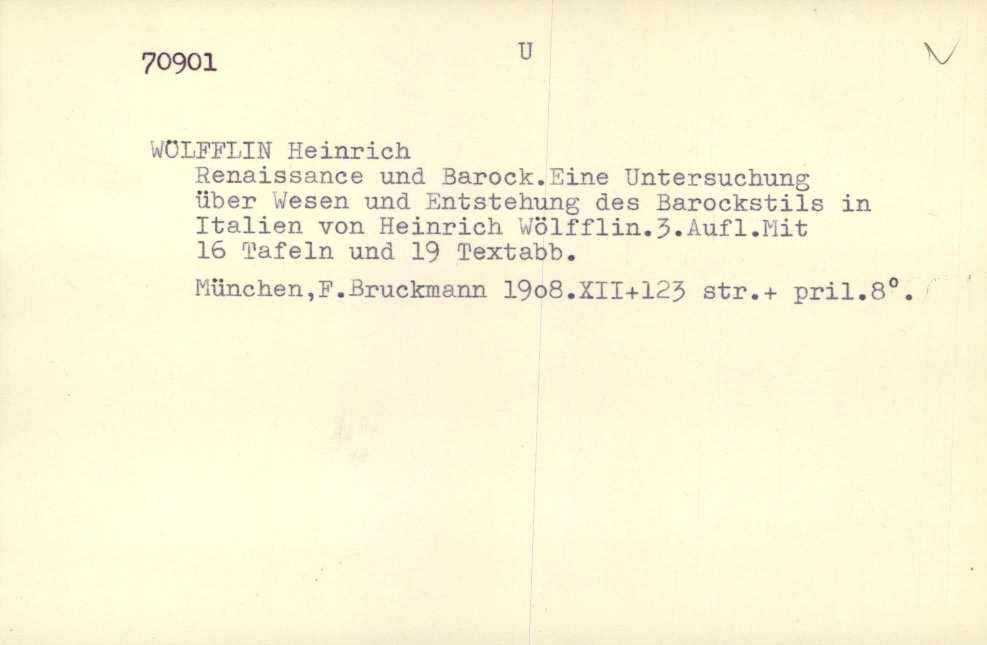 70901
U
WÖLFFLIN Heinrich
Renaissance und Barock.Eine Untersuchung
über Wesen und Entstehung des Barockstils in
Italien von Heinrich Wölfflin.3.Aufl.Mit
16 Tafeln und 19 Textabb.
München,F.Bruckmann 19o8.XII+123 str.+ pril.8°.